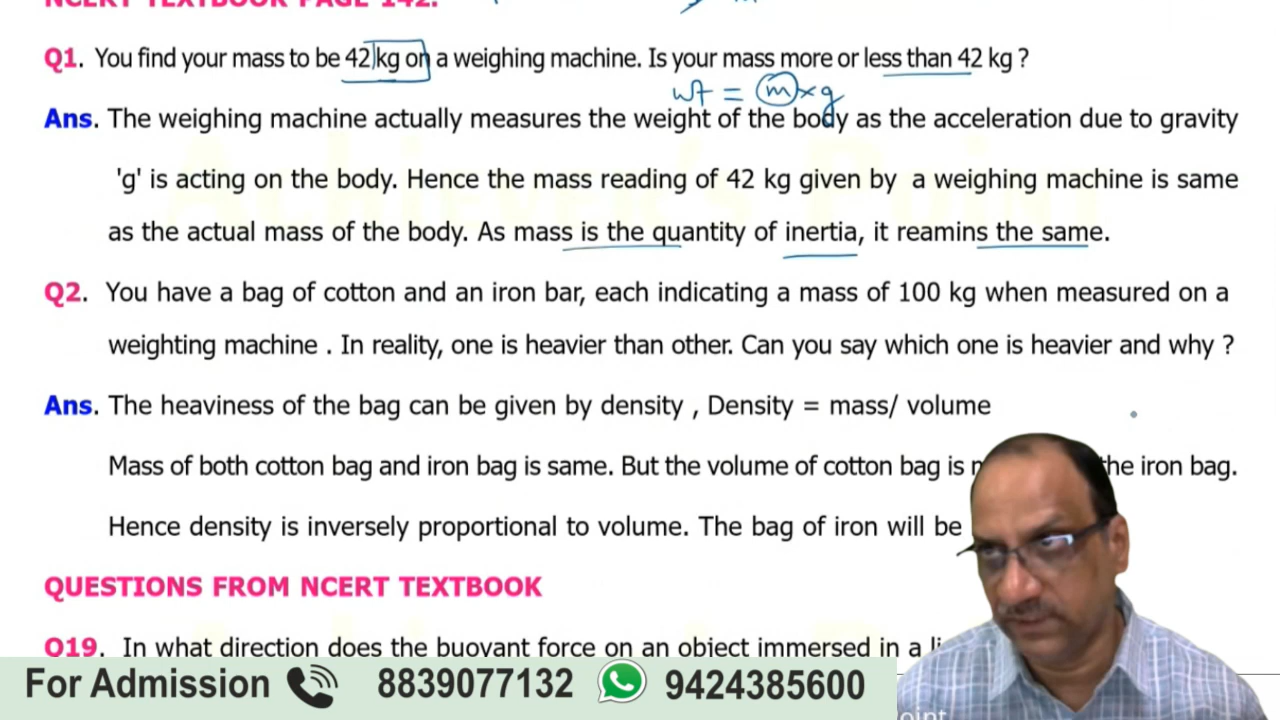 NCERT TEXTBOOK PAGE 142.
Q1. You find your mass to be 42 kg on a weighing machine. Is your mass more or less than 42 kg ?
wt = m × g
Ans. The weighing machine actually measures the weight of the body as the acceleration due to gravity
'g' is acting on the body. Hence the mass reading of 42 kg given by a weighing machine is same
as the actual mass of the body. As mass is the quantity of inertia, it reamins the same.
Q2. You have a bag of cotton and an iron bar, each indicating a mass of 100 kg when measured on a
weighting machine . In reality, one is heavier than other. Can you say which one is heavier and why ?
Ans. The heaviness of the bag can be given by density , Density = mass/ volume
Mass of both cotton bag and iron bag is same. But the volume of cotton bag is the iron bag.
Hence density is inversely proportional to volume. The bag of iron will be
QUESTIONS FROM NCERT TEXTBOOK
Q19. In what direction does the buoyant force on an object immersed in a
For Admission 8839077132 9424385600